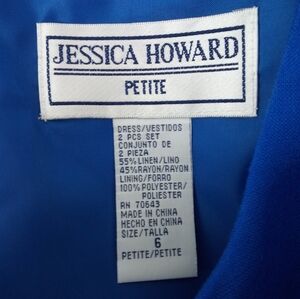 JESSICA HOWARD
PETITE
DRESS/VESTIDOS
2 PCS SET
CONJUNTO DE
2 PIEZA
55% LINEN/LINO
45% RAYON/RAYON
LINING/FORRO
100% POLYESTER/
POLIESTER
RN 70643
MADE IN CHINA
HECHO EN CHINA
SIZE/TALLA
6
PETITE/PETITE